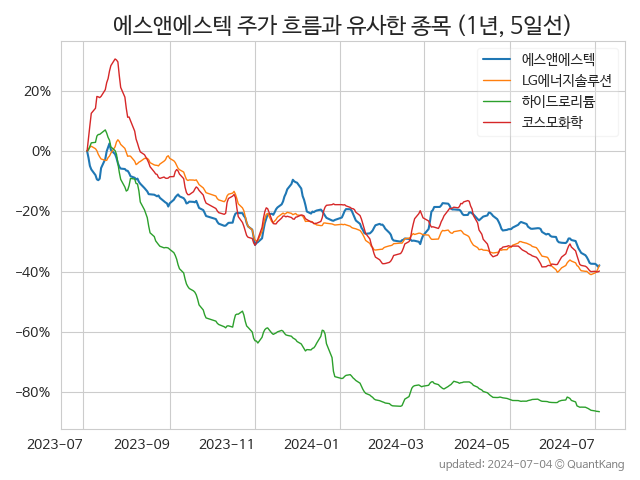 에스앤에스텍 주가 흐름과 유사한 종목 (1년, 5일선)
에스앤에스텍
LG에너지솔루션
하이드로리튬
코스모화학
20%
0%
−20%
−40%
−60%
−80%
2023-07
2023-09
2023-11
2024-01
2024-03
2024-05
2024-07
updated: 2024-07-04 © QuantKang